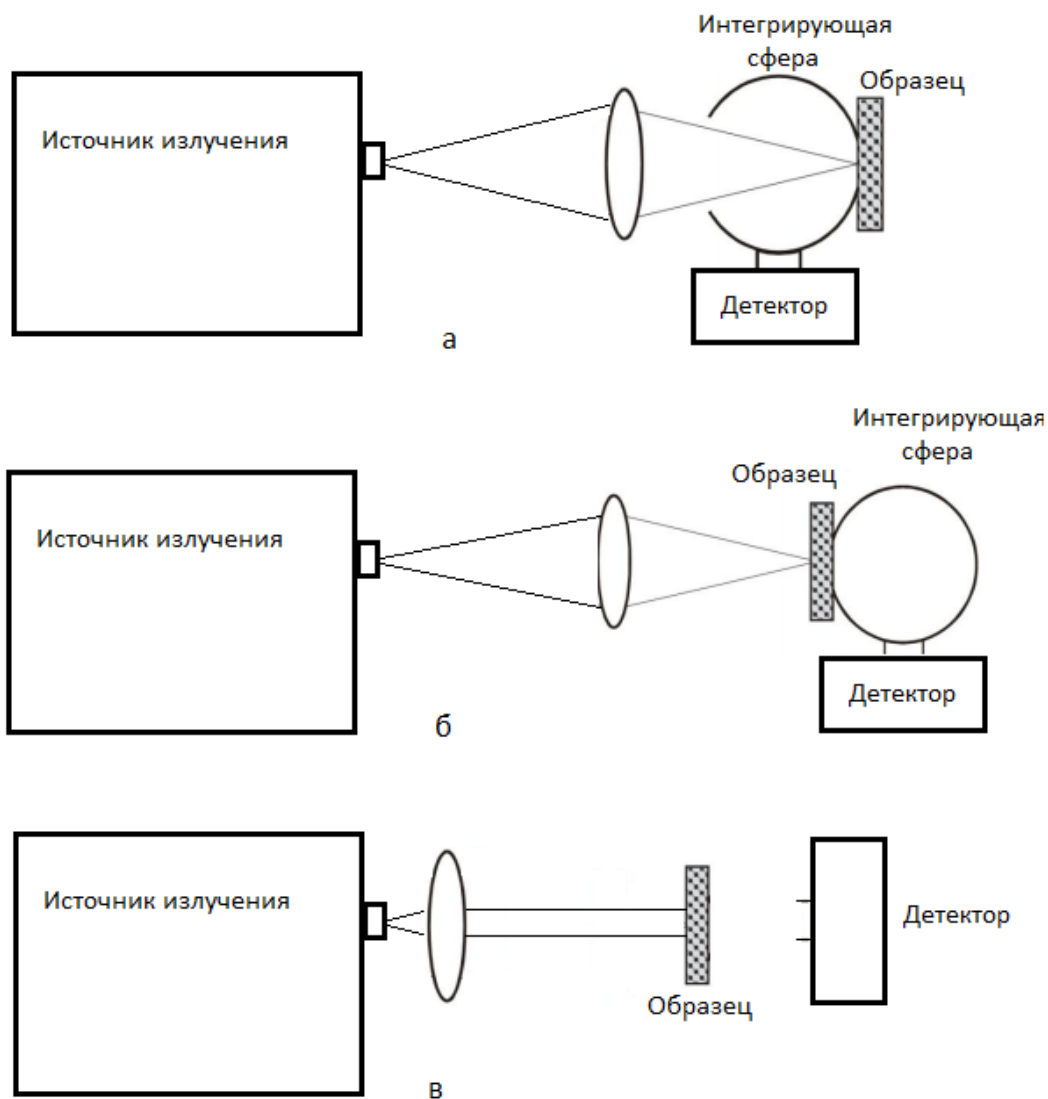 Интегрирующая
сфера
Образец
Источник излучения
Детектор
а
Интегрирующая
сфера
Образец
Источник излучения
Детектор
б
Источник излучения
Детектор
Образец
в